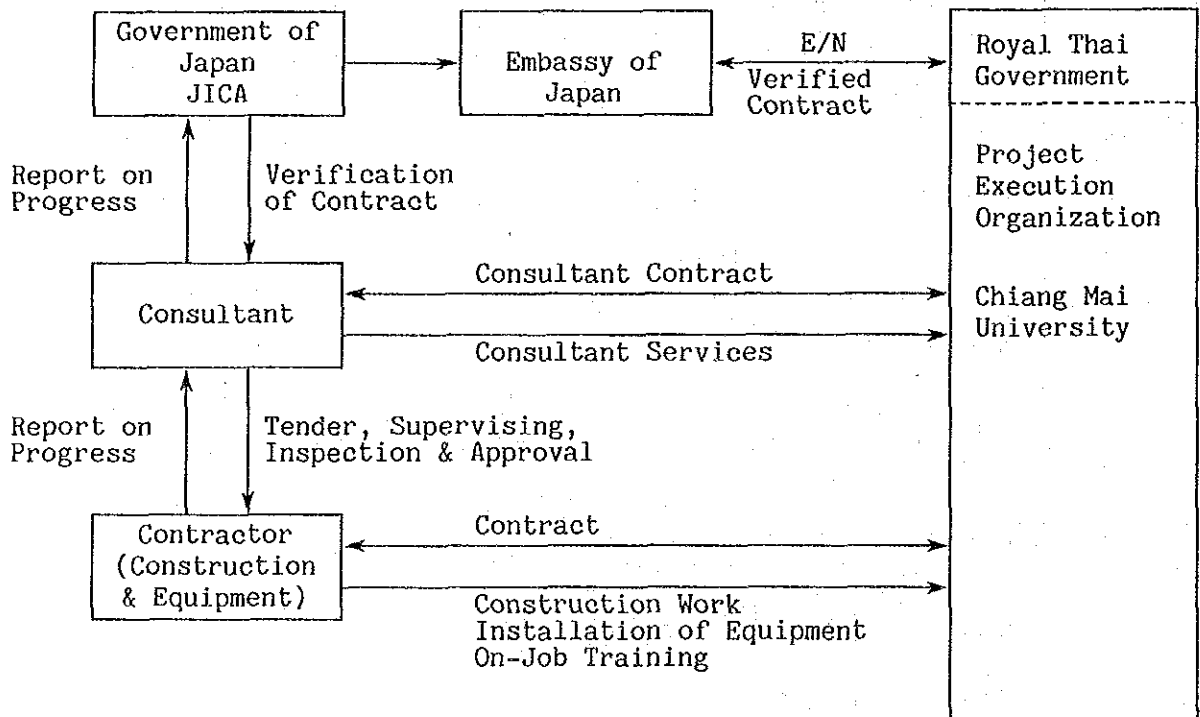 Government of
Japan
JICA
Embassy of
Japan
E/N
Verified
Contract
Royal Thai
Government
Project
Execution
Organization
Chiang Mai
University
Report on
Progress
Verification
of Contract
Consultant
Consultant Contract
Consultant Services
Report on
Progress
Tender, Supervising,
Inspection & Approval
Contractor
(Construction
& Equipment)
Contract
Construction Work
Installation of Equipment
On-Job Training